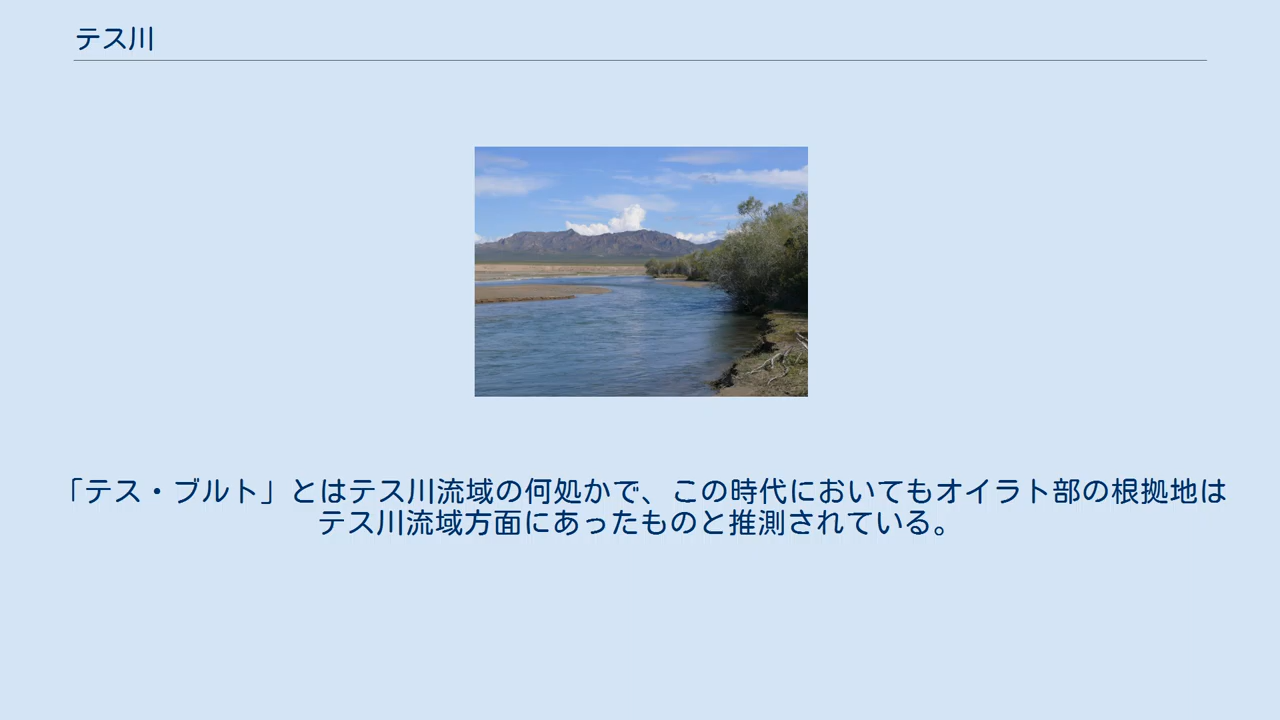 テス川
「テス・ブルト」とはテス川流域の何処かで、この時代においてもオイラト部の根拠地は
テス川流域方面にあったものと推測されている。